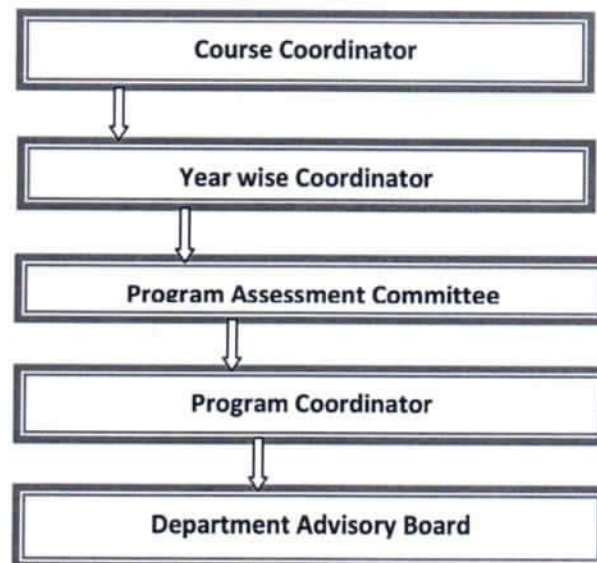 Course Coordinator
Year wise Coordinator
Program Assessment Committee
Program Coordinator
Department Advisory Board